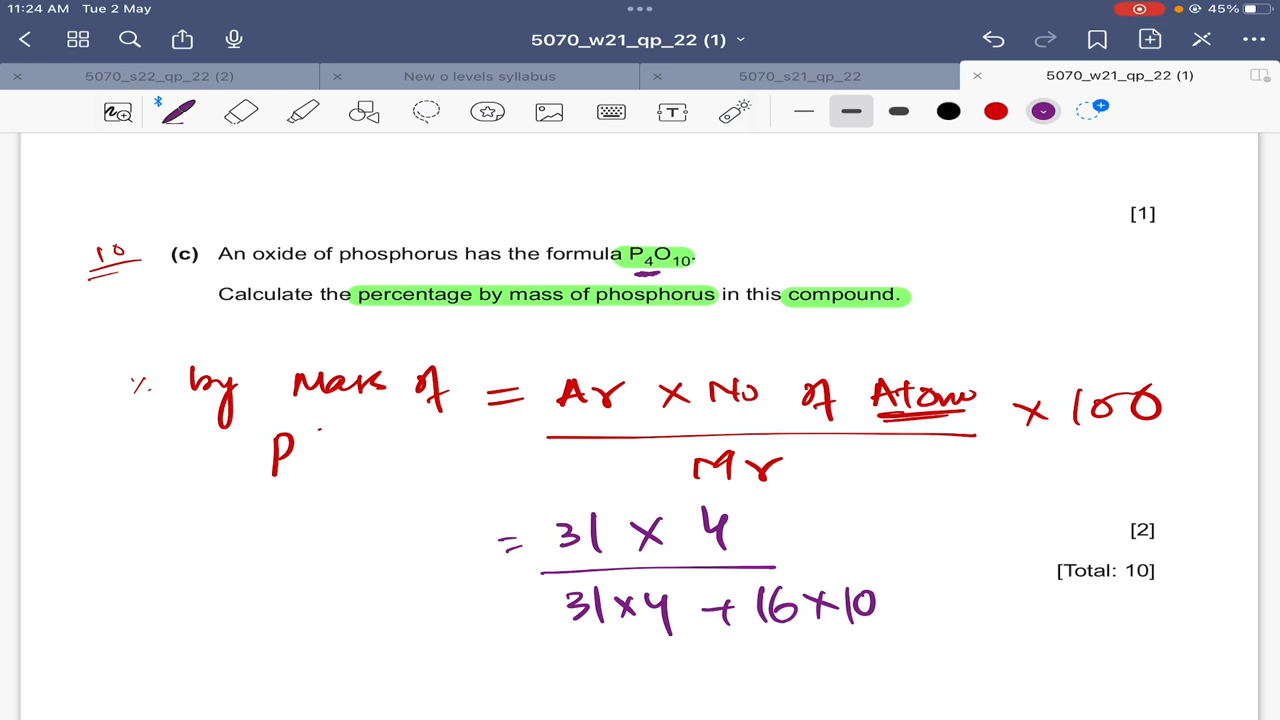 11:24 AM Tue 2 May
45%
5070_w21_qp_22 (1)
5070_s22_qp_22 (2)
New o levels syllabus
5070_s21_qp_22
5070_w21_qp_22 (1)
T
[1]
10
(c) An oxide of phosphorus has the formula P₄O₁₀.
Calculate the percentage by mass of phosphorus in this compound.
% by Mass of = Ar × No of Atoms × 100
P
Mr
= 31 × 4
[2]
[Total: 10]
31×4 + 16×10